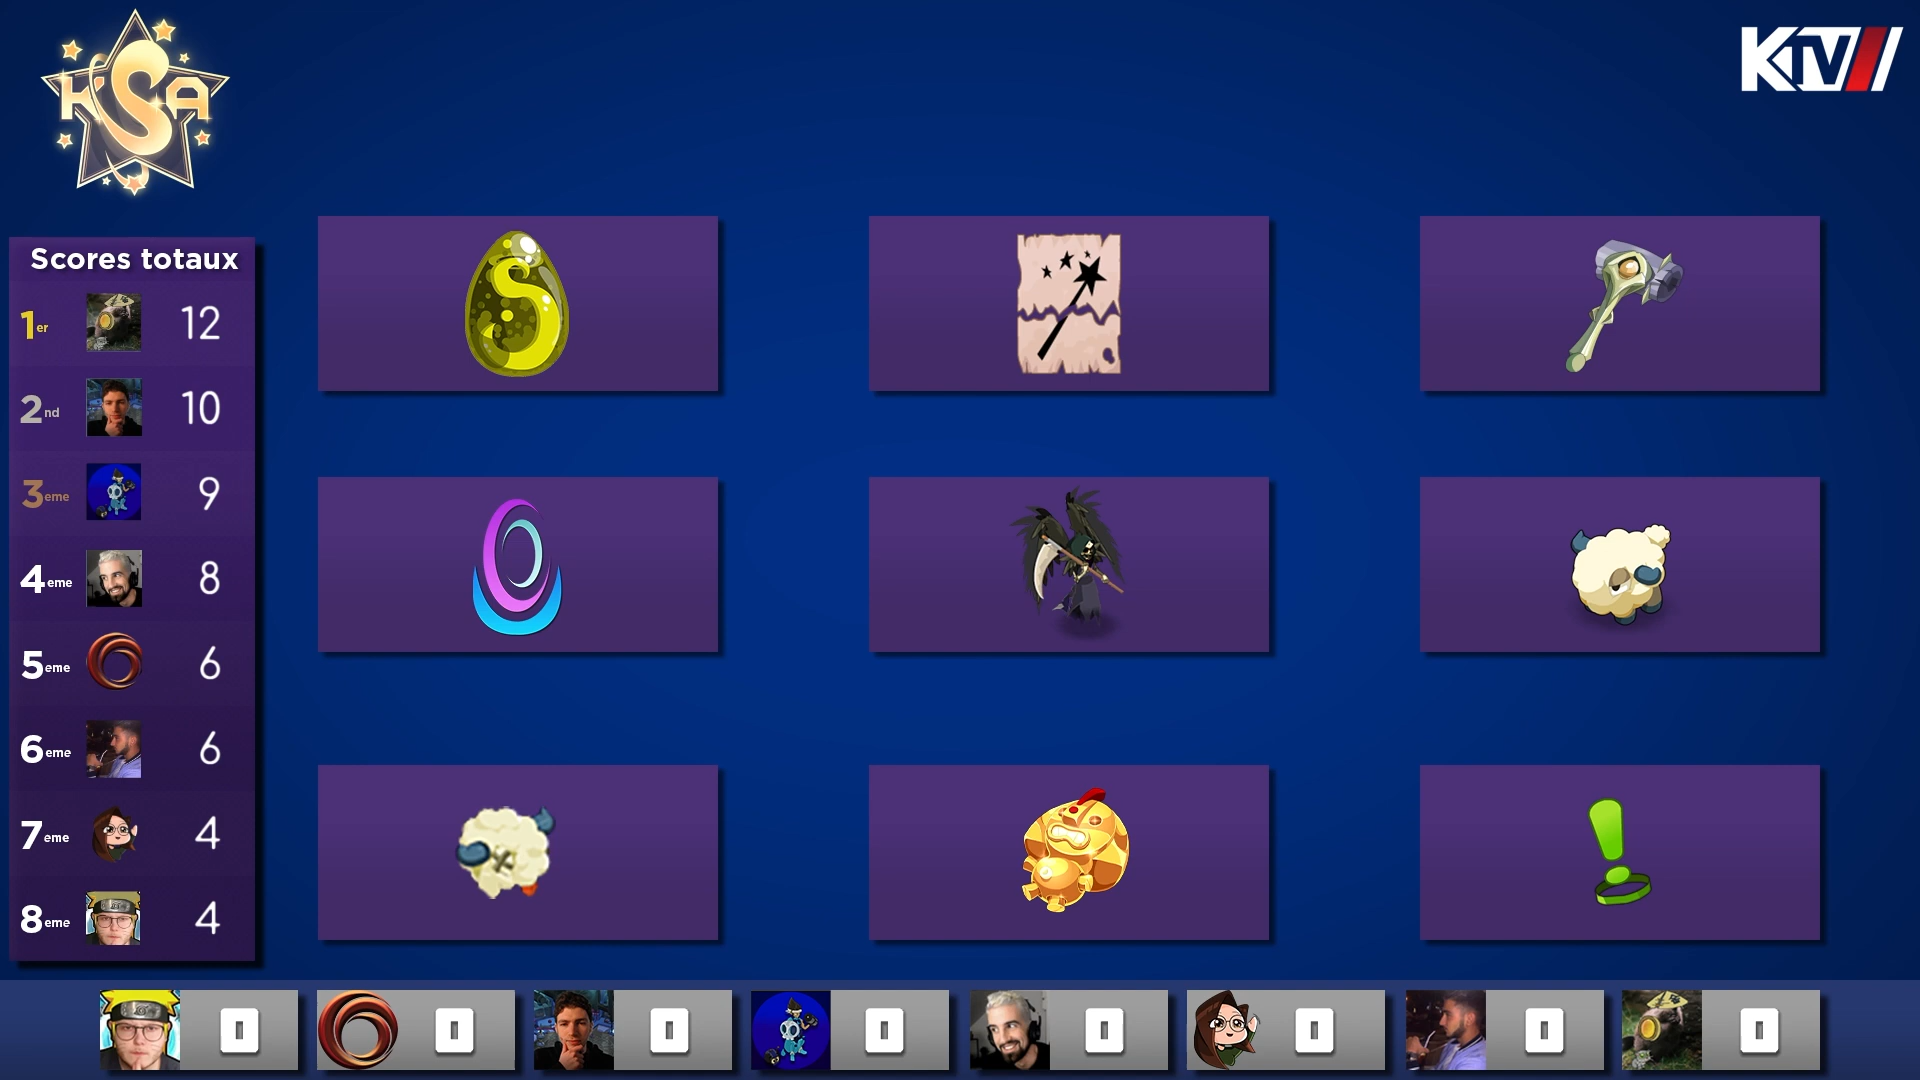 KSA
KTV
Scores totaux
1er 12
2nd 10
3eme 9
4eme 8
5eme 6
6eme 6
7eme 4
8eme 4
0 0 0 0 0 0 0 0